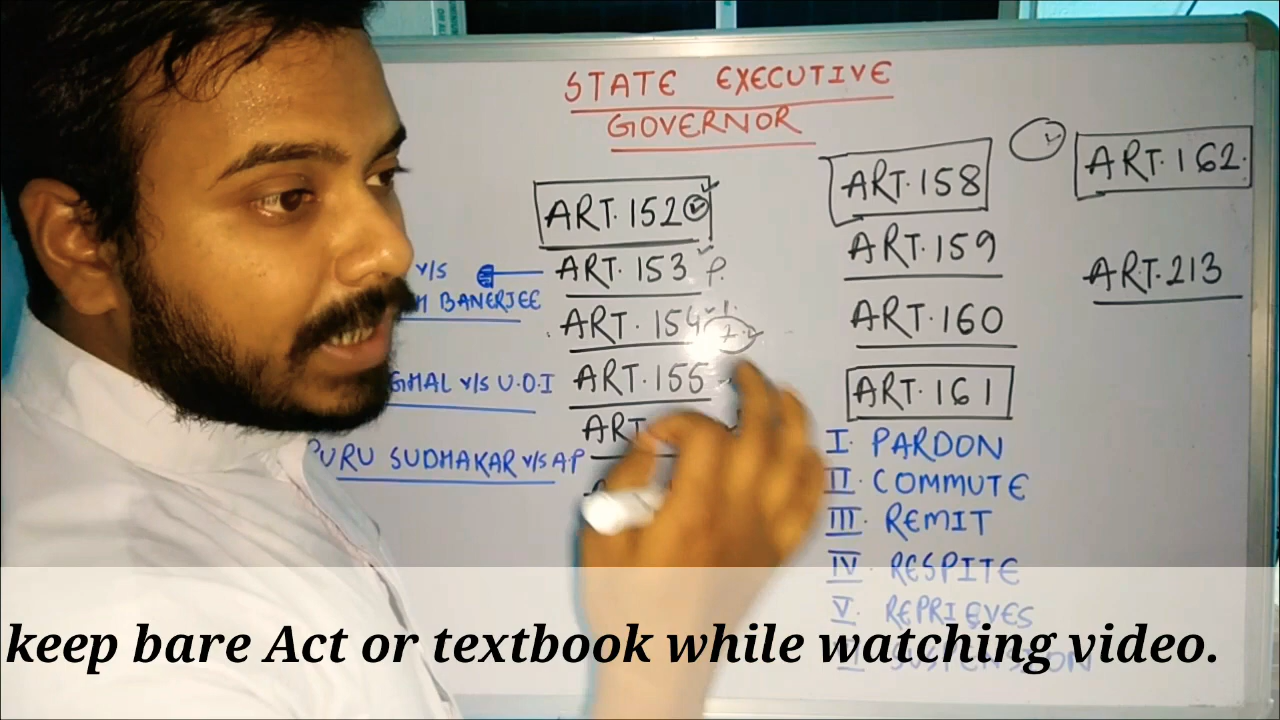 STATE EXECUTIVE
GOVERNOR
ART. 152
ART. 153 P.
ART. 154
ART. 155
ART.
V/S
BANERJEE
V/S U.O.I
PURU SUDHAKAR V/S A.P
ART. 158
ART. 159
ART. 160
ART. 161
I. PARDON
II. COMMUTE
III. REMIT
IV. RESPITE
V. REPRIEVES
SUSPENSION
ART. 162.
ART. 213
keep bare Act or textbook while watching video.